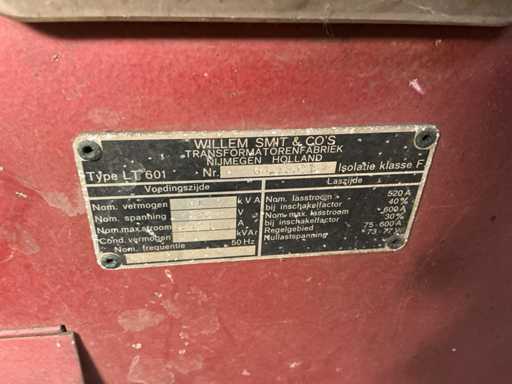 WILLEM SMIT & CO'S
TRANSFORMATORENFABRIEK
NIJMEGEN HOLLAND
Type LT 601 Nr. Isolatie klasse F
Voedingszijde
Nom. vermogen kVA
Nom. spanning V
Nom. max. stroom A
Cond. vermogen kVAr
Nom. frequentie 50 Hz
Laszijde
Nom. lasstroom 520 A
bij inschakelfactor 40%
Nom. max. lasstroom 600 A
bij inschakelfactor 30%
Regelgebied 75-600 A
Nullastspanning 73-77 V